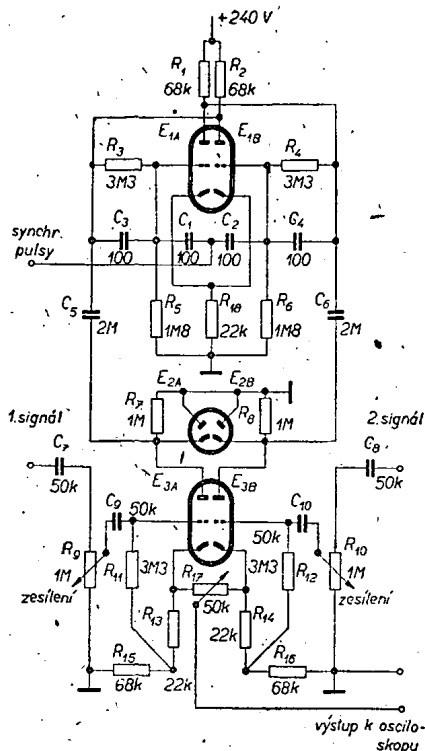 +240 V
R1 R2
68k 68k
E1A E1B
R3 R4
3M3 3M3
C3 C1 C2 C4
synchr.
pulsy
100 100 100 100
C5 R5 R18 R6 C6
2M 1M8 22k 1M8 2M
E2A E2B
R7 R8
1M 1M
1. signál 2. signál
E3A E3B
C7 C8
50k 50k
C9 50k 50k C10
R9 R11 3M3 R17 3M3 R12 R10
1M 50k 1M
zesílení zesílení
R13 R14
22k 22k
R15 R16
68k 68k
výstup k oscilo-
skopu